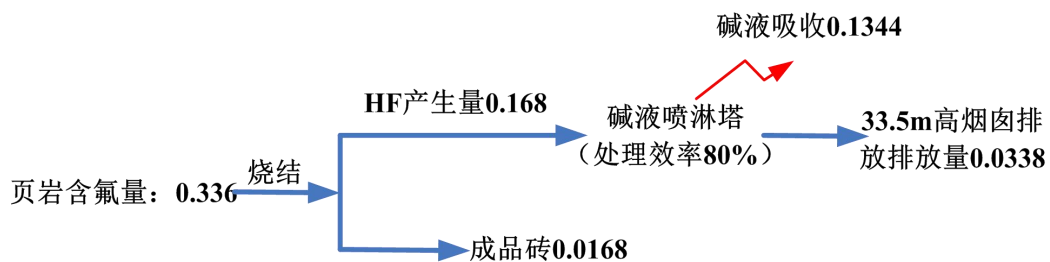 碱液吸收0.1344
HF产生量0.168
碱液喷淋塔
（处理效率80%）
33.5m高烟囱排
放排放量0.0338
页岩含氟量：0.336
烧结
成品砖0.0168